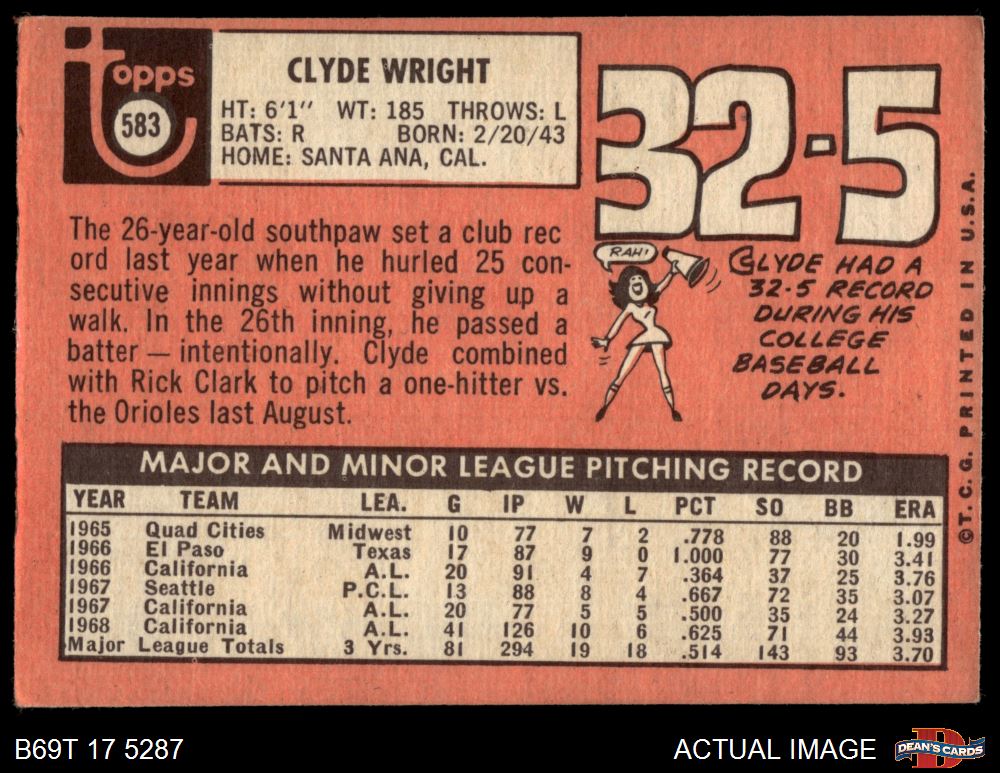 topps
583
CLYDE WRIGHT
HT: 6'1" WT: 185 THROWS: L
BATS: R BORN: 2/20/43
HOME: SANTA ANA, CAL.
32-5
The 26-year-old southpaw set a club rec
ord last year when he hurled 25 con-
secutive innings without giving up a
walk. In the 26th inning, he passed a
batter — intentionally. Clyde combined
with Rick Clark to pitch a one-hitter vs.
the Orioles last August.
RAH!
CLYDE HAD A
32-5 RECORD
DURING HIS
COLLEGE
BASEBALL
DAYS.
©T.C.G. PRINTED IN U.S.A.
MAJOR AND MINOR LEAGUE PITCHING RECORD
YEAR TEAM LEA. G IP W L PCT SO BB ERA
1965 Quad Cities Midwest 10 77 7 2 .778 88 20 1.99
1966 El Paso Texas 17 87 9 0 1.000 77 30 3.41
1966 California A.L. 20 91 4 7 .364 37 25 3.76
1967 Seattle P.C.L. 13 88 8 4 .667 72 35 3.07
1967 California A.L. 20 77 5 5 .500 35 24 3.27
1968 California A.L. 41 126 10 6 .625 71 44 3.93
Major League Totals 3 Yrs. 81 294 19 18 .514 143 93 3.70
B69T 17 5287
ACTUAL IMAGE
D
DEAN'S CARDS